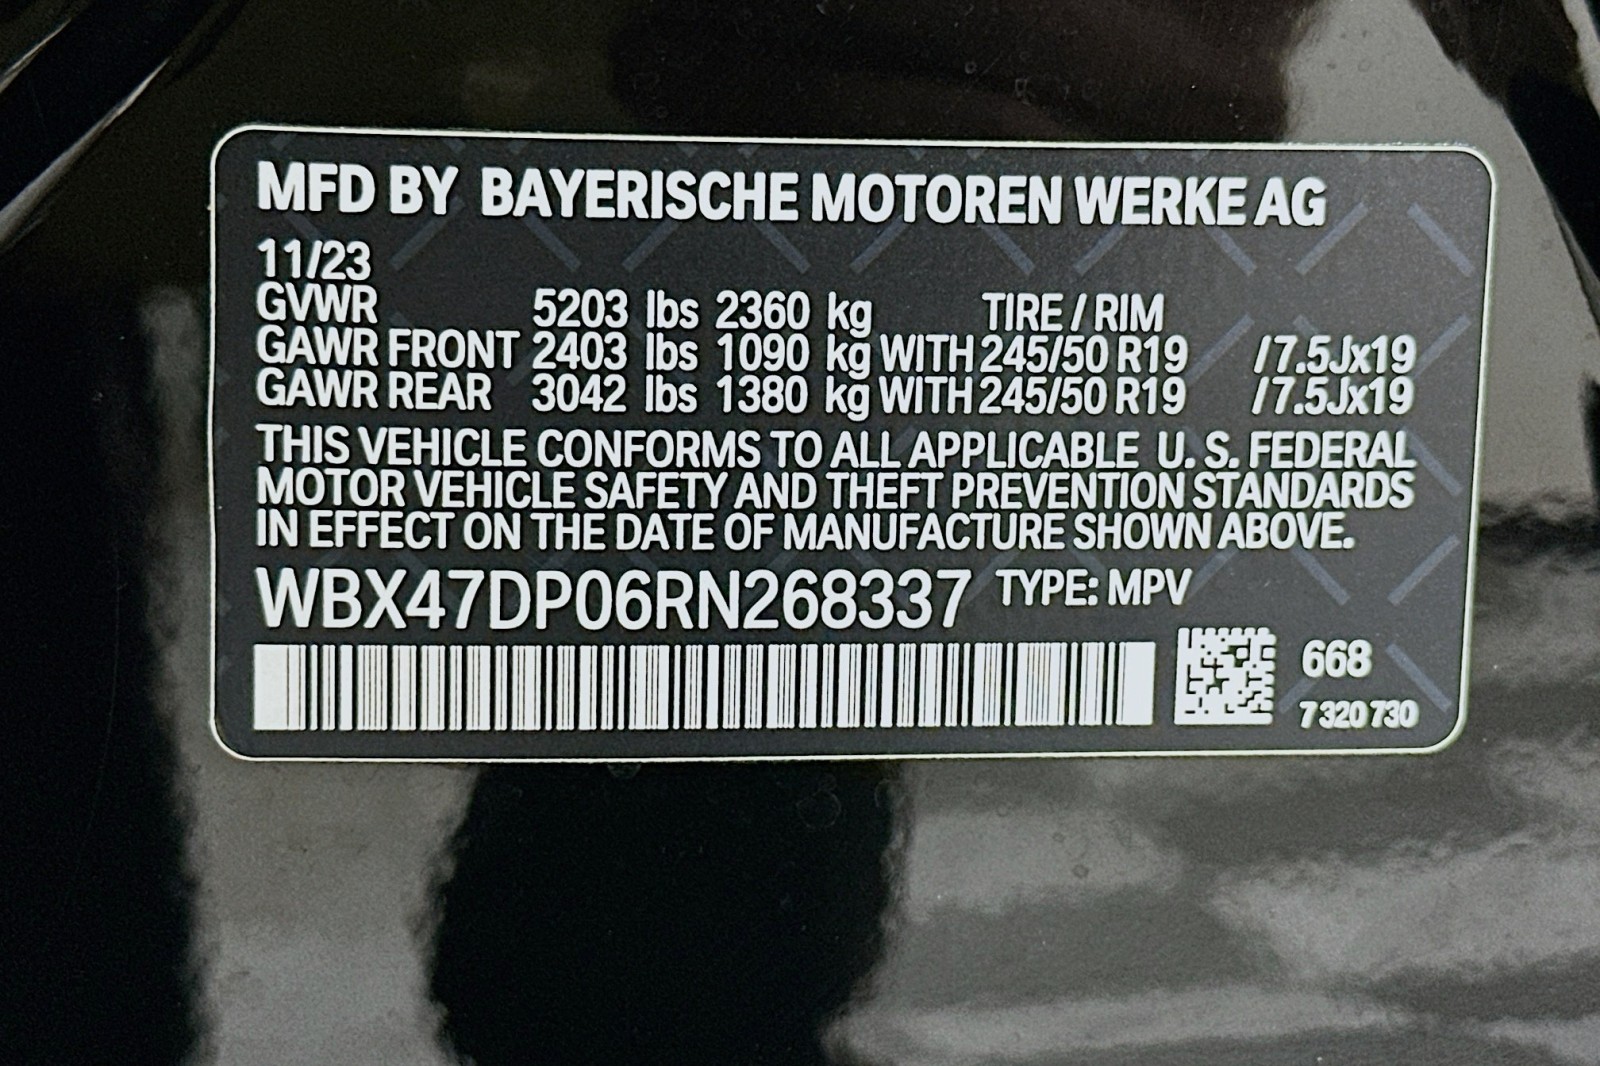 MFD BY BAYERISCHE MOTOREN WERKE AG
11/23
GVWR 5203 lbs 2360 kg TIRE / RIM
GAWR FRONT 2403 lbs 1090 kg WITH 245/50 R19 /7.5Jx19
GAWR REAR 3042 lbs 1380 kg WITH 245/50 R19 /7.5Jx19
THIS VEHICLE CONFORMS TO ALL APPLICABLE U. S. FEDERAL
MOTOR VEHICLE SAFETY AND THEFT PREVENTION STANDARDS
IN EFFECT ON THE DATE OF MANUFACTURE SHOWN ABOVE.
WBX47DP06RN268337 TYPE: MPV
668
7 320 730